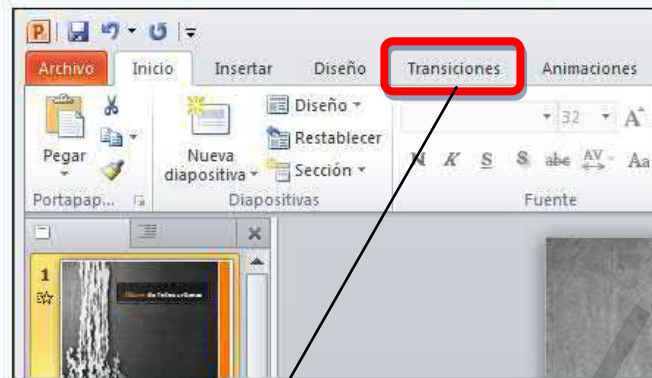 P
Archivo Inicio Insertar Diseño Transiciones Animaciones
Pegar
Portapap...
Nueva
diapositiva
Diseño
Restablecer
Sección
Diapositivas
32 A
N K S S abe AV Aa
Fuente
1